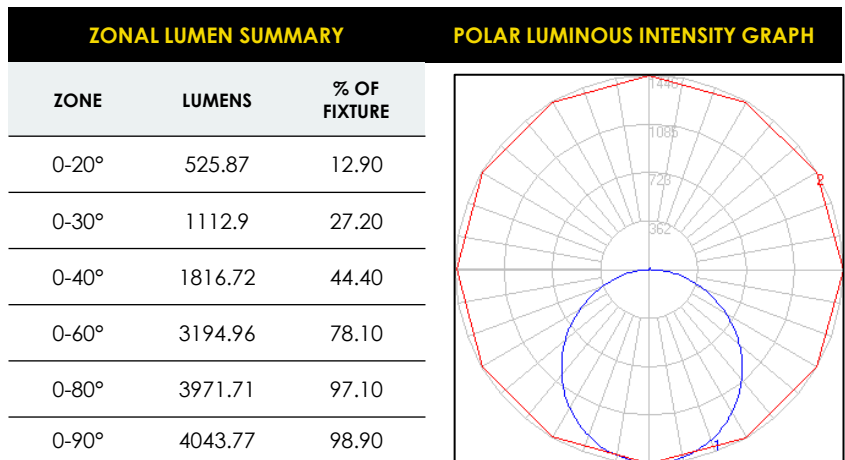 ZONAL LUMEN SUMMARY
POLAR LUMINOUS INTENSITY GRAPH
ZONE LUMENS % OF FIXTURE
0-20° 525.87 12.90
0-30° 1112.9 27.20
0-40° 1816.72 44.40
0-60° 3194.96 78.10
0-80° 3971.71 97.10
0-90° 4043.77 98.90
1085
723
362
2
1